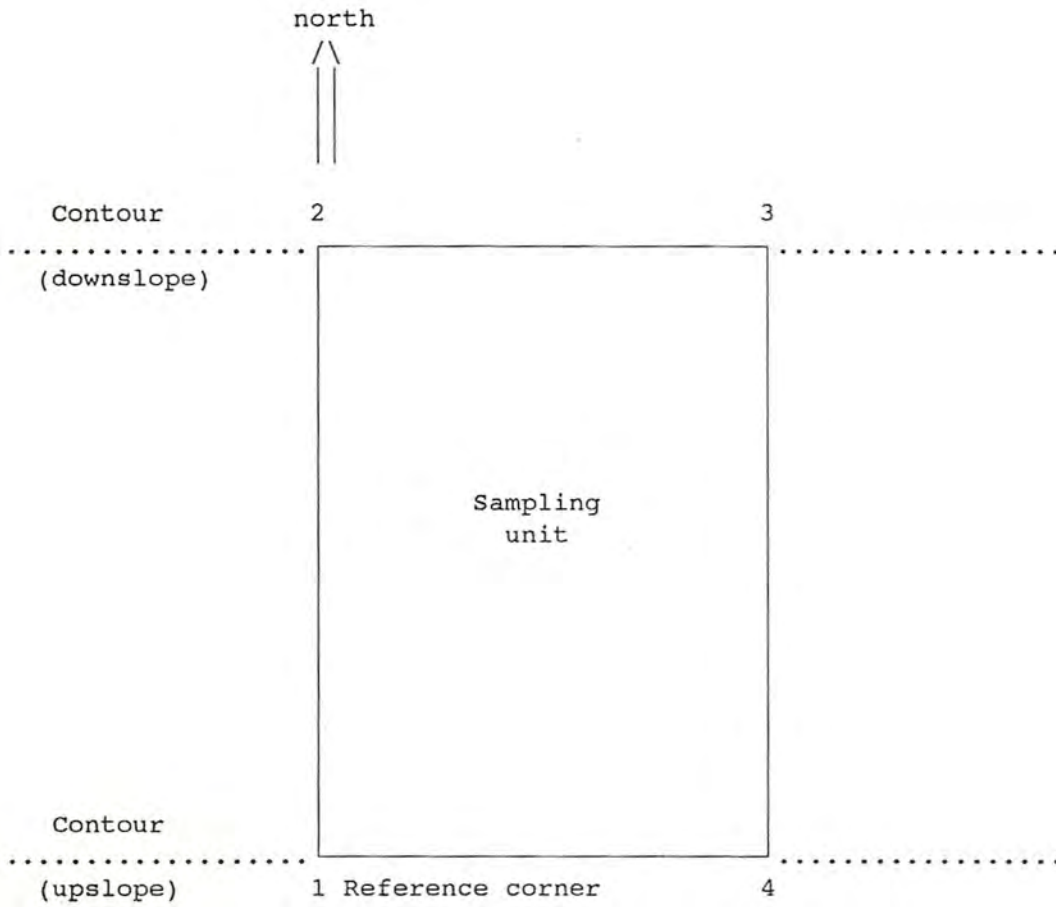 north
Contour 2 3
(downslope)
Sampling
unit
Contour
(upslope) 1 Reference corner 4